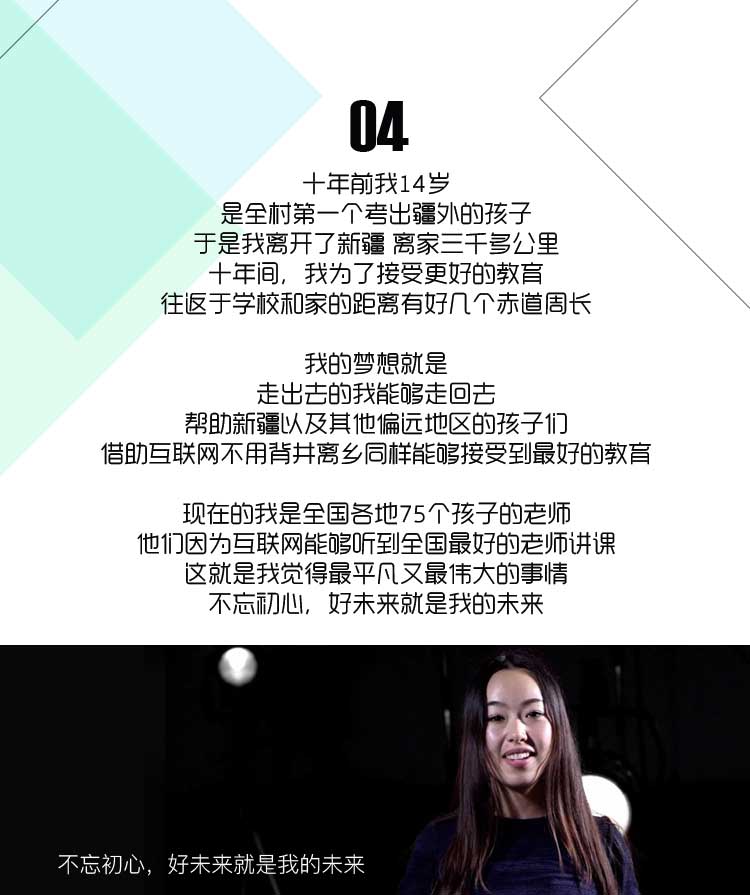 04
十年前我14岁
是全村第一个考出疆外的孩子
于是我离开了新疆 离家三千多公里
十年间，我为了接受更好的教育
往返于学校和家的距离有好几个赤道周长
我的梦想就是
走出去的我能够走回去
帮助新疆以及其他偏远地区的孩子们
借助互联网不用背井离乡同样能够接受到最好的教育
现在的我是全国各地75个孩子的老师
他们因为互联网能够听到全国最好的老师讲课
这就是我觉得最平凡又最伟大的事情
不忘初心，好未来就是我的未来
不忘初心，好未来就是我的未来